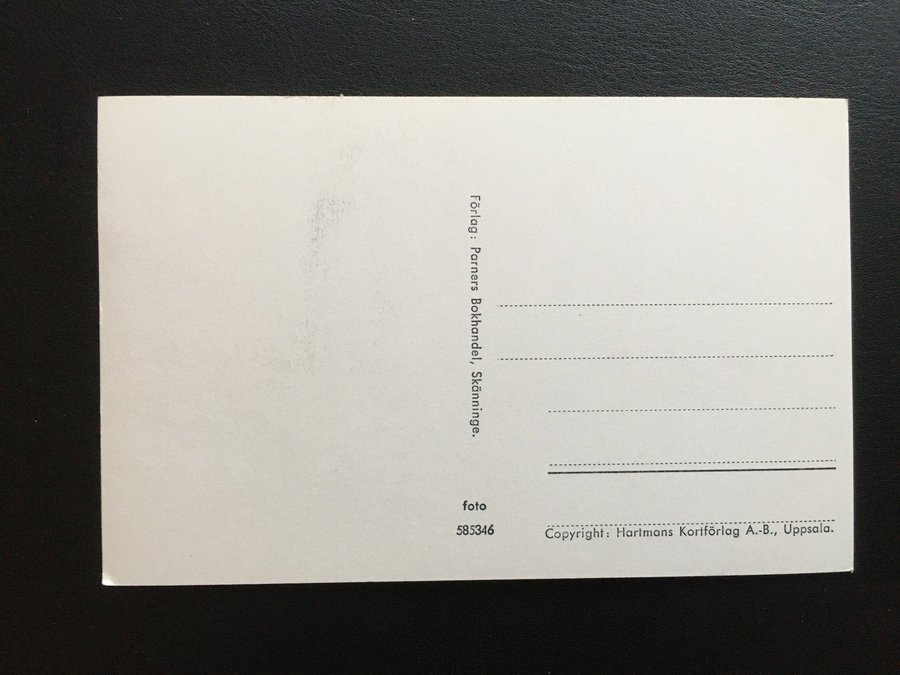 Förlag: Parners Bokhandel, Skänninge.
foto
585346
Copyright: Hartmans Kortförlag A.-B., Uppsala.